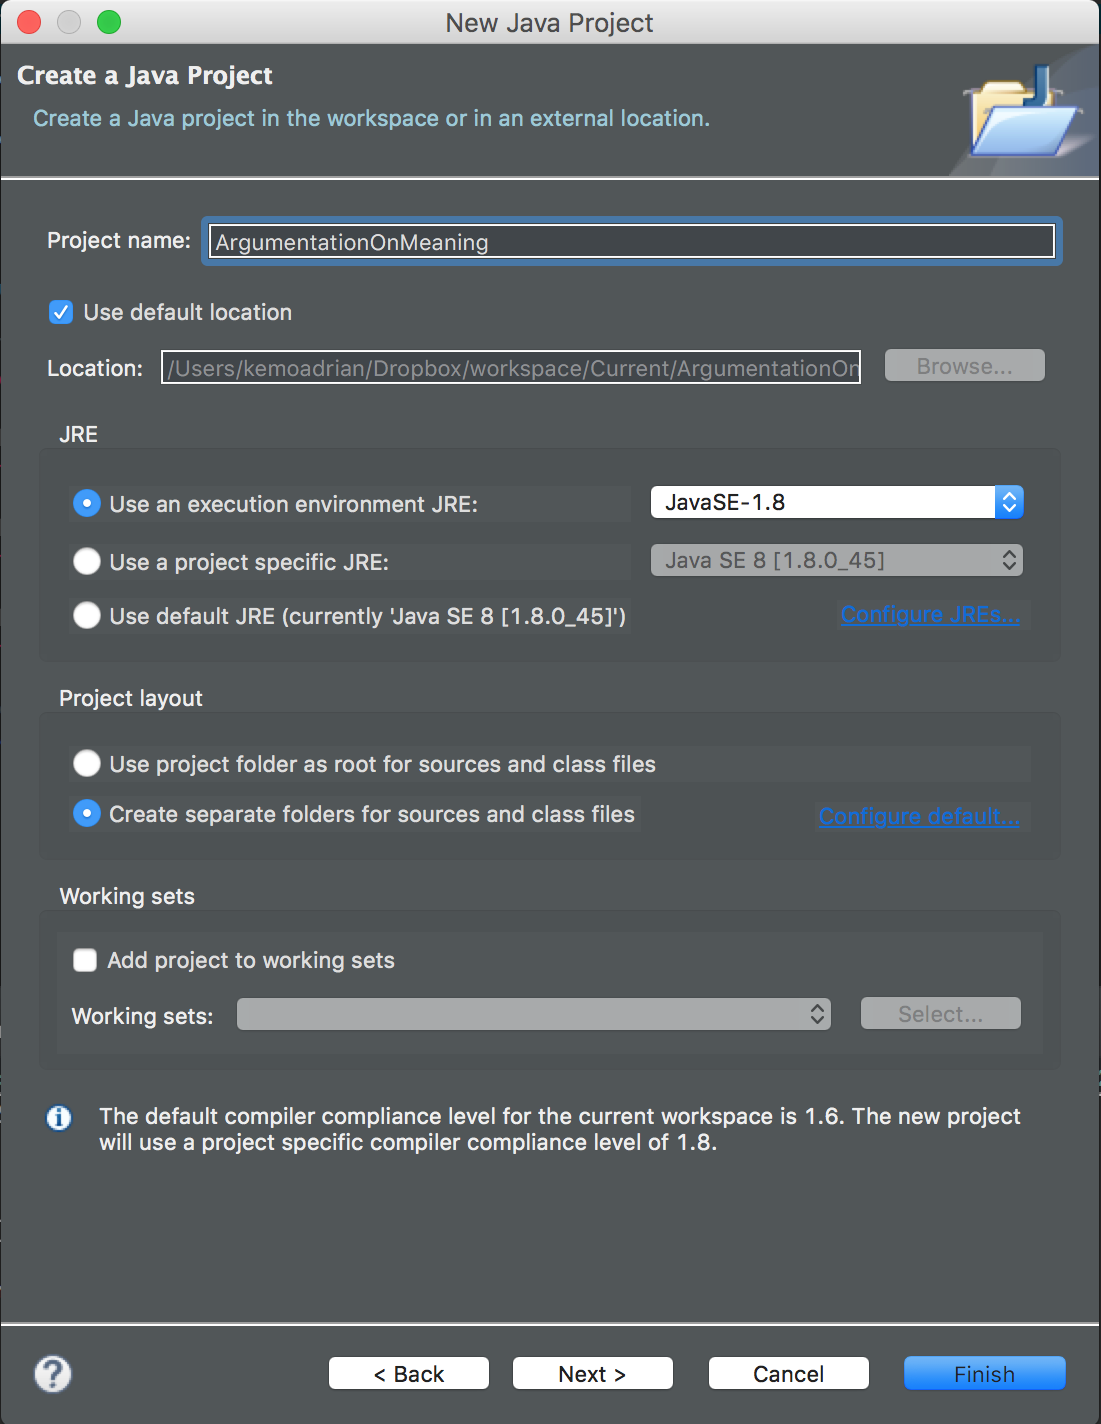 New Java Project
Create a Java Project
Create a Java project in the workspace or in an external location.
Project name: ArgumentationOnMeaning
Use default location
Location: /Users/kemoadrian/Dropbox/workspace/Current/ArgumentationOn Browse...
JRE
Use an execution environment JRE: JavaSE-1.8
Use a project specific JRE: Java SE 8 [1.8.0_45]
Use default JRE (currently 'Java SE 8 [1.8.0_45]') Configure JREs...
Project layout
Use project folder as root for sources and class files
Create separate folders for sources and class files Configure default...
Working sets
Add project to working sets
Working sets: Select...
The default compiler compliance level for the current workspace is 1.6. The new project
will use a project specific compiler compliance level of 1.8.
< Back Next > Cancel Finish